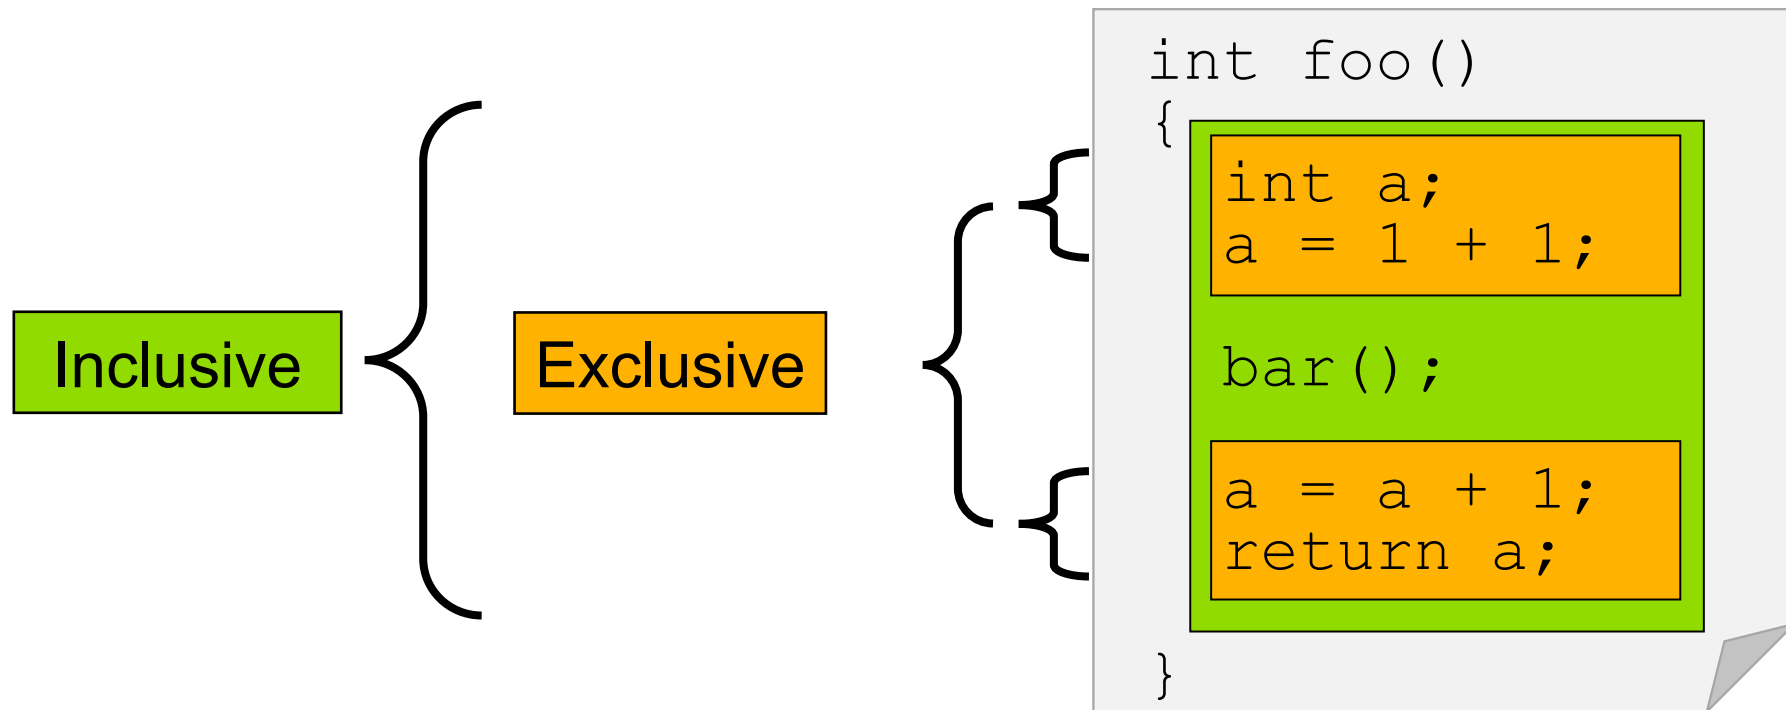 Inclusive
Exclusive
int foo()
{
int a;
a = 1 + 1;
bar();
a = a + 1;
return a;
}